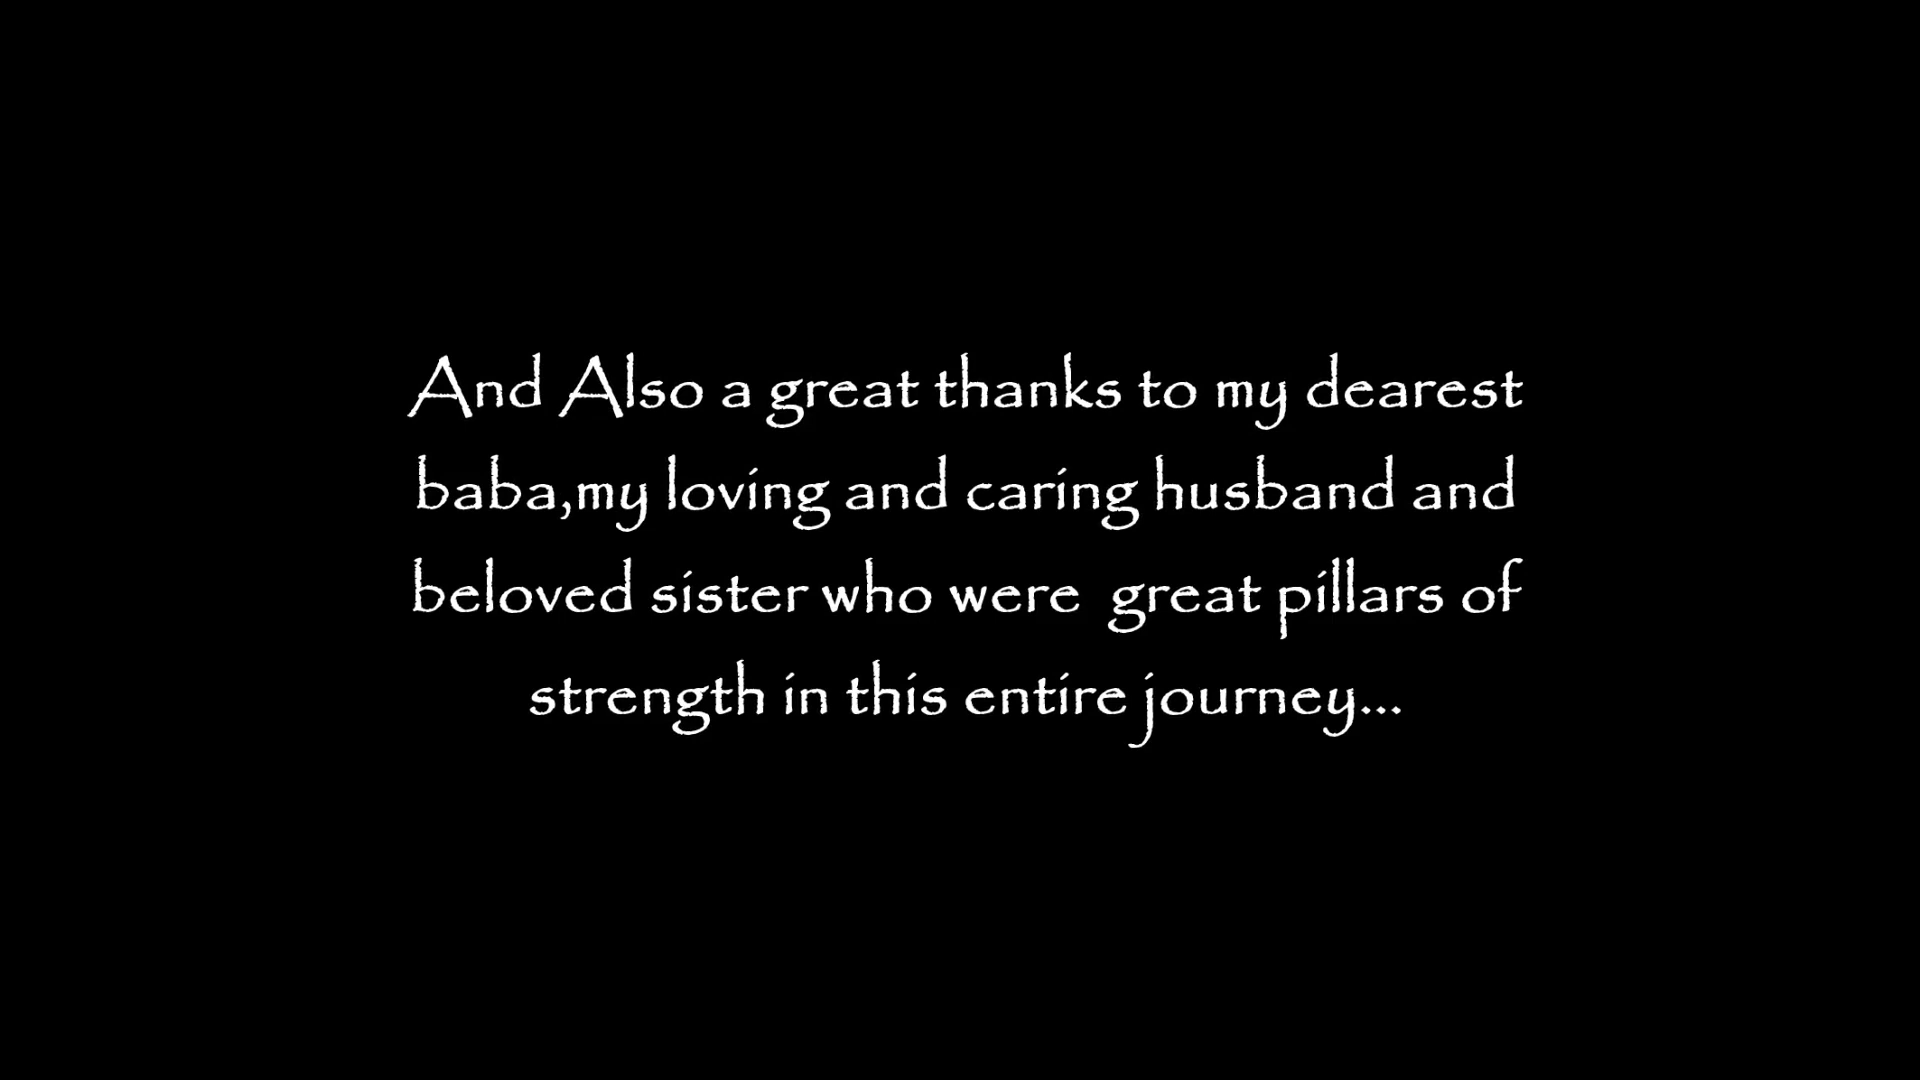 And Also a great thanks to my dearest
baba,my loving and caring husband and
beloved sister who were  great pillars of
strength in this entire journey...